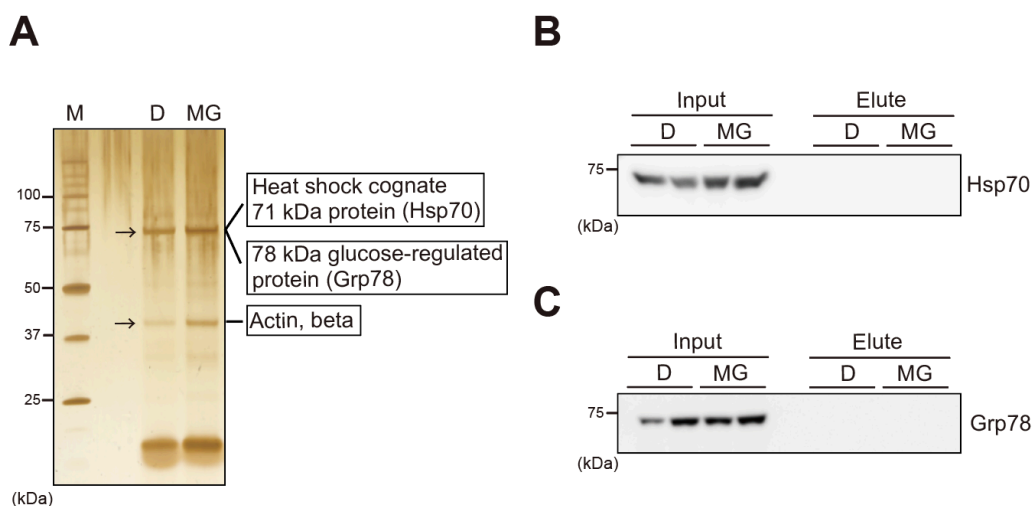 A
M D MG
100
75
50
37
25
(kDa)
Heat shock cognate
71 kDa protein (Hsp70)
78 kDa glucose-regulated
protein (Grp78)
Actin, beta
B
Input Elute
D MG D MG
75
(kDa)
Hsp70
C
Input Elute
D MG D MG
75
(kDa)
Grp78